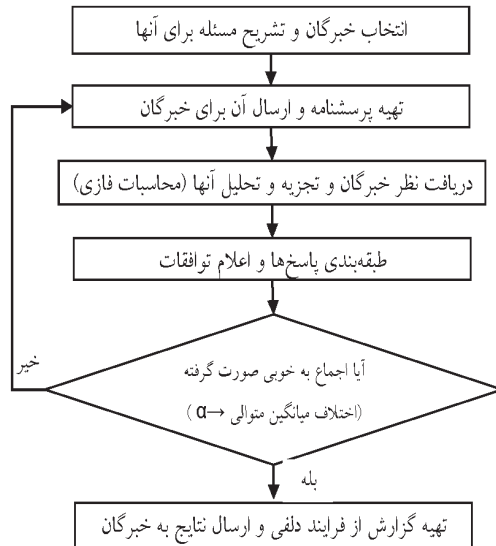 انتخاب خبرگان و تشریح مسئله برای آنها
تهیه پرسشنامه و ارسال آن برای خبرگان
دریافت نظر خبرگان و تجزیه و تحلیل آنها (محاسبات فازی)
طبقه‌بندی پاسخ‌ها و اعلام توافقات
آیا اجماع به خوبی صورت گرفته
(اختلاف میانگین متوالی →α )
خیر
بله
تهیه گزارش از فرایند دلفی و ارسال نتایج به خبرگان